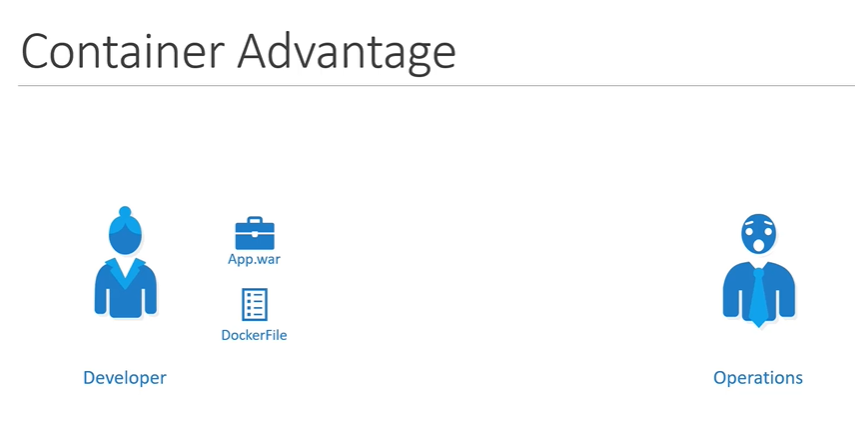 Container Advantage
App.war
DockerFile
Developer
Operations